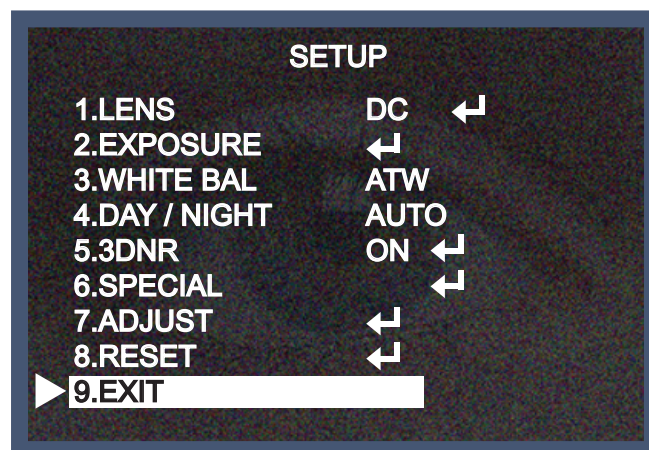 SETUP
1.LENS DC ↵
2.EXPOSURE ↵
3.WHITE BAL ATW
4.DAY / NIGHT AUTO
5.3DNR ON ↵
6.SPECIAL ↵
7.ADJUST ↵
8.RESET ↵
9.EXIT